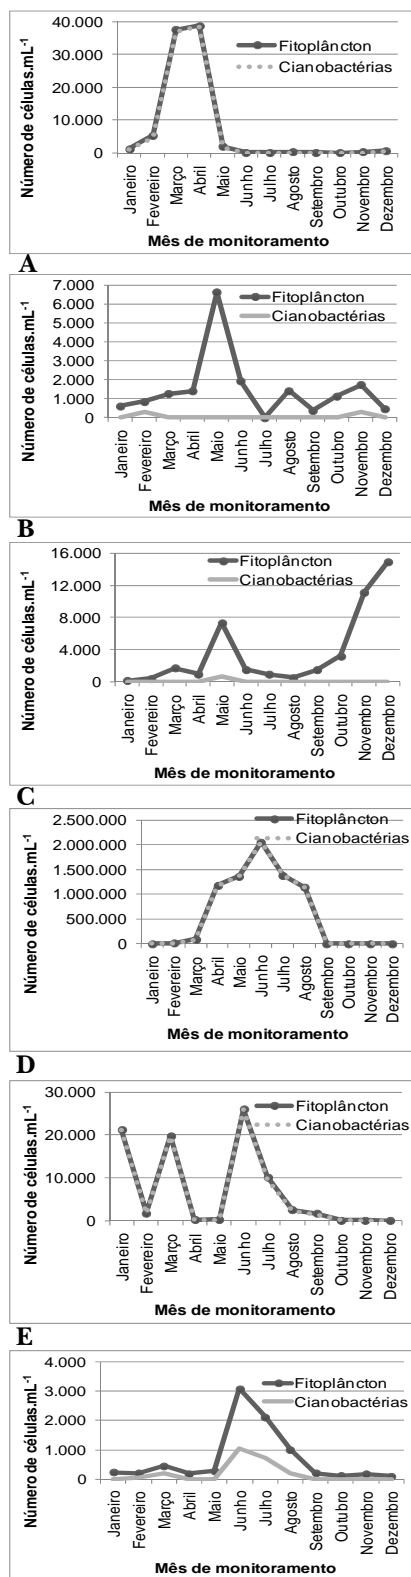 40.000
30.000
20.000
10.000
0
Número de células.mL-1
Fitoplâncton
Cianobactérias
Janeiro
Fevereiro
Março
Abril
Maio
Junho
Julho
Agosto
Setembro
Outubro
Novembro
Dezembro
Mês de monitoramento
A
7.000
6.000
5.000
4.000
3.000
2.000
1.000
0
Número de células.mL-1
Fitoplâncton
Cianobactérias
Janeiro
Fevereiro
Março
Abril
Maio
Junho
Julho
Agosto
Setembro
Outubro
Novembro
Dezembro
Mês de monitoramento
B
16.000
12.000
8.000
4.000
0
Número de células.mL-1
Fitoplâncton
Cianobactérias
Janeiro
Fevereiro
Março
Abril
Maio
Junho
Julho
Agosto
Setembro
Outubro
Novembro
Dezembro
Mês de monitoramento
C
2.500.000
2.000.000
1.500.000
1.000.000
500.000
0
Número de células.mL-1
Fitoplâncton
Cianobactérias
Janeiro
Fevereiro
Março
Abril
Maio
Junho
Julho
Agosto
Setembro
Outubro
Novembro
Dezembro
Mês de monitoramento
D
30.000
20.000
10.000
0
Número de células.mL-1
Fitoplâncton
Cianobactérias
Janeiro
Fevereiro
Março
Abril
Maio
Junho
Julho
Agosto
Setembro
Outubro
Novembro
Dezembro
Mês de monitoramento
E
4.000
3.000
2.000
1.000
0
Número de células.mL-1
Fitoplâncton
Cianobactérias
Janeiro
Fevereiro
Março
Abril
Maio
Junho
Julho
Agosto
Setembro
Outubro
Novembro
Dezembro
Mês de monitoramento
F